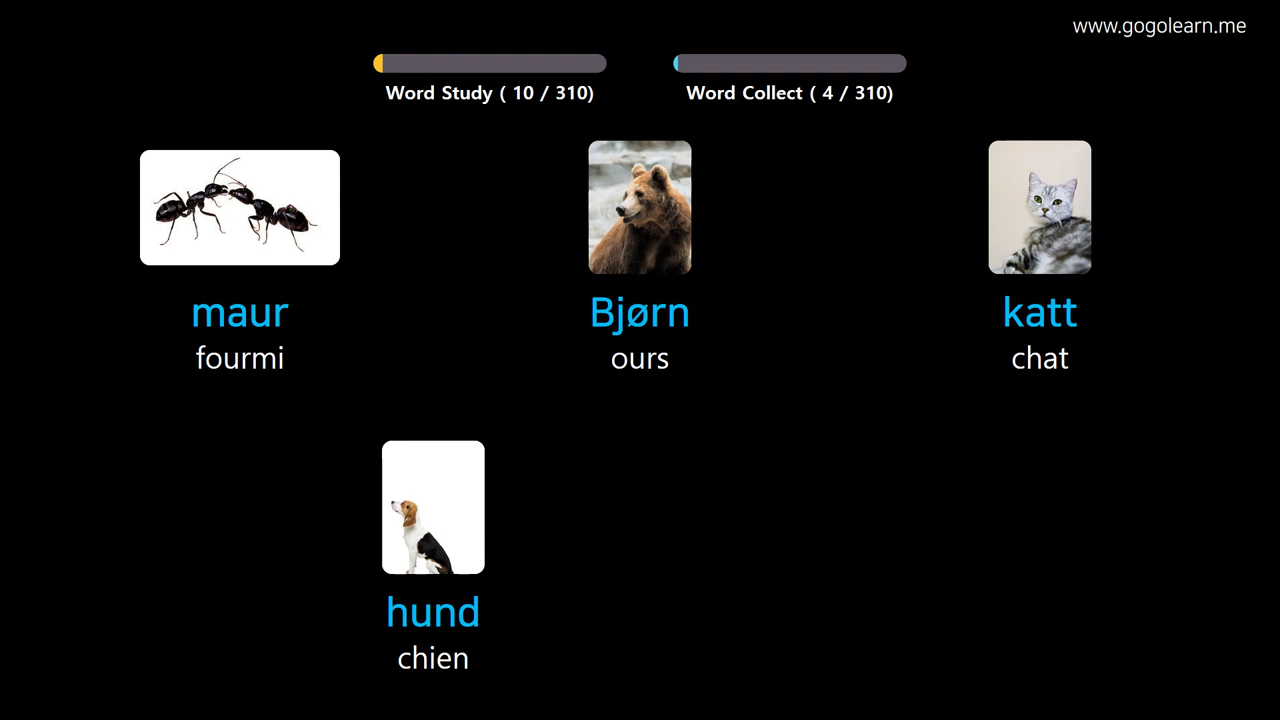 www.gogolearn.me
Word Study ( 10 / 310)
Word Collect ( 4 / 310)
maur
fourmi
Bjørn
ours
katt
chat
hund
chien